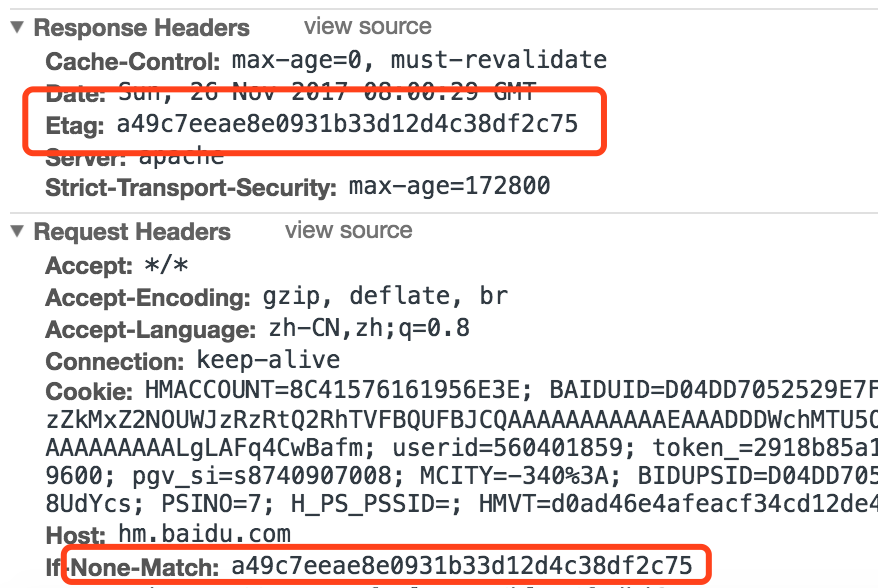 Response Headers view source
Cache-Control: max-age=0, must-revalidate
Date: Sun, 26 Nov 2017 08:00:29 GMT
Etag: a49c7eeae8e0931b33d12d4c38df2c75
Server: apache
Strict-Transport-Security: max-age=172800
Request Headers view source
Accept: */*
Accept-Encoding: gzip, deflate, br
Accept-Language: zh-CN,zh;q=0.8
Connection: keep-alive
Cookie: HMACCOUNT=8C41576161956E3E; BAIDUID=D04DD7052529E7F
zZkMxZ2NOUWJzRzRtQ2RhTVFBQUFBJCQAAAAAAAAAAAEAAADDDWchMTU5O
AAAAAAAAALgLAFq4CwBafm; userid=560401859; token_=2918b85a1
9600; pgv_si=s8740907008; MCITY=-340%3A; BIDUPSID=D04DD705
8UdYcs; PSINO=7; H_PS_PSSID=; HMVT=d0ad46e4afeacf34cd12de4
Host: hm.baidu.com
If-None-Match: a49c7eeae8e0931b33d12d4c38df2c75